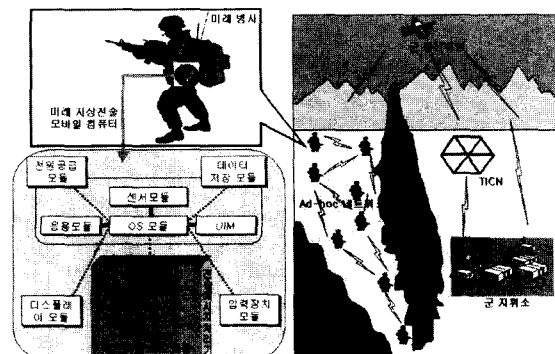 미래 병사
미래 지상전술
모바일 컴퓨터
전원공급
모듈
데이터
저장 모듈
센서모듈
응용모듈
OS 모듈
UIM
디스플레
이 모듈
입력장치
모듈
Ad-hoc
TICN
군 지휘소